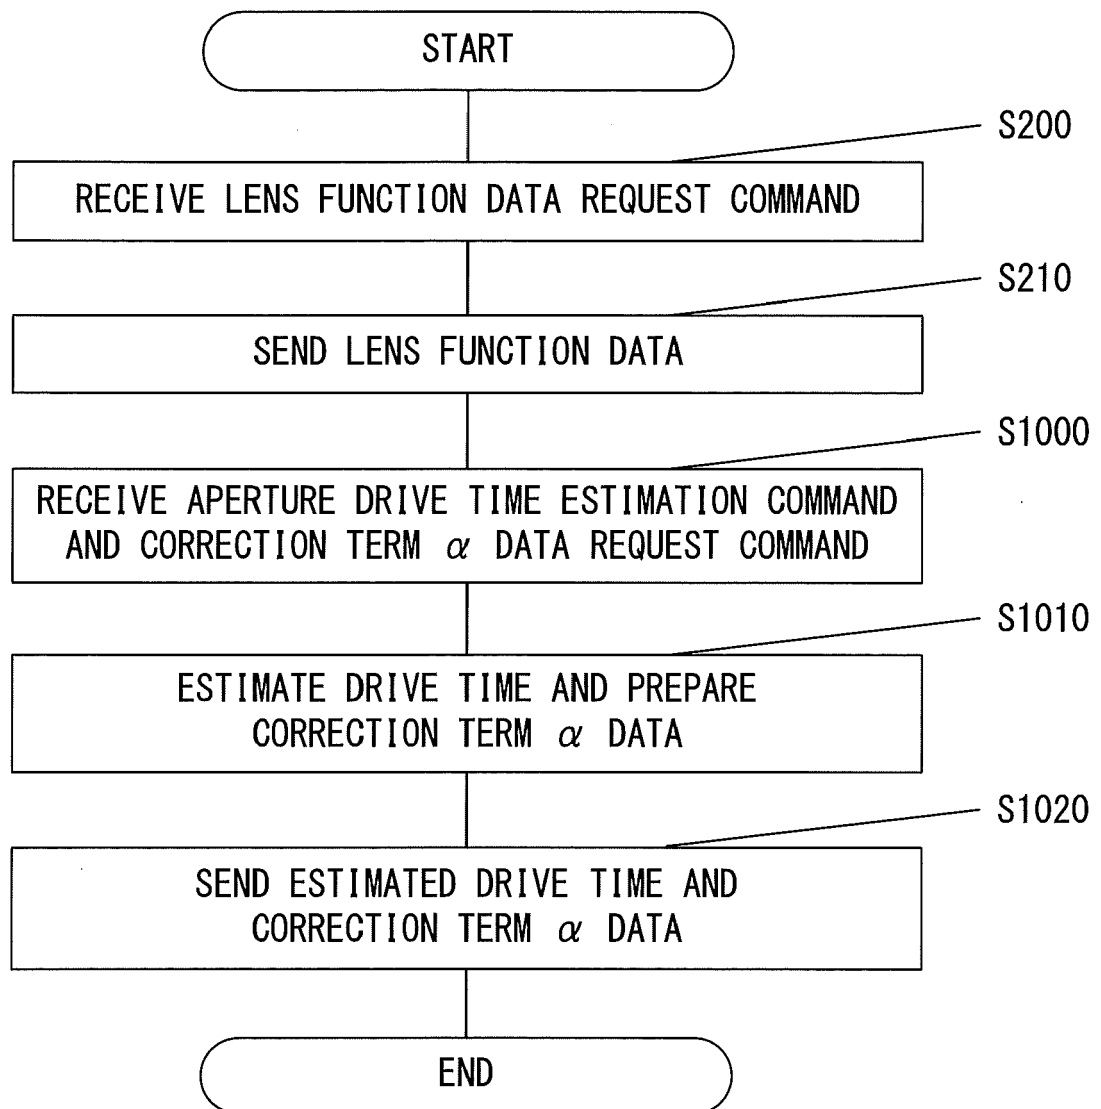 START
S200
RECEIVE LENS FUNCTION DATA REQUEST COMMAND
S210
SEND LENS FUNCTION DATA
S1000
RECEIVE APERTURE DRIVE TIME ESTIMATION COMMAND
AND CORRECTION TERM α DATA REQUEST COMMAND
S1010
ESTIMATE DRIVE TIME AND PREPARE
CORRECTION TERM α DATA
S1020
SEND ESTIMATED DRIVE TIME AND
CORRECTION TERM α DATA
END